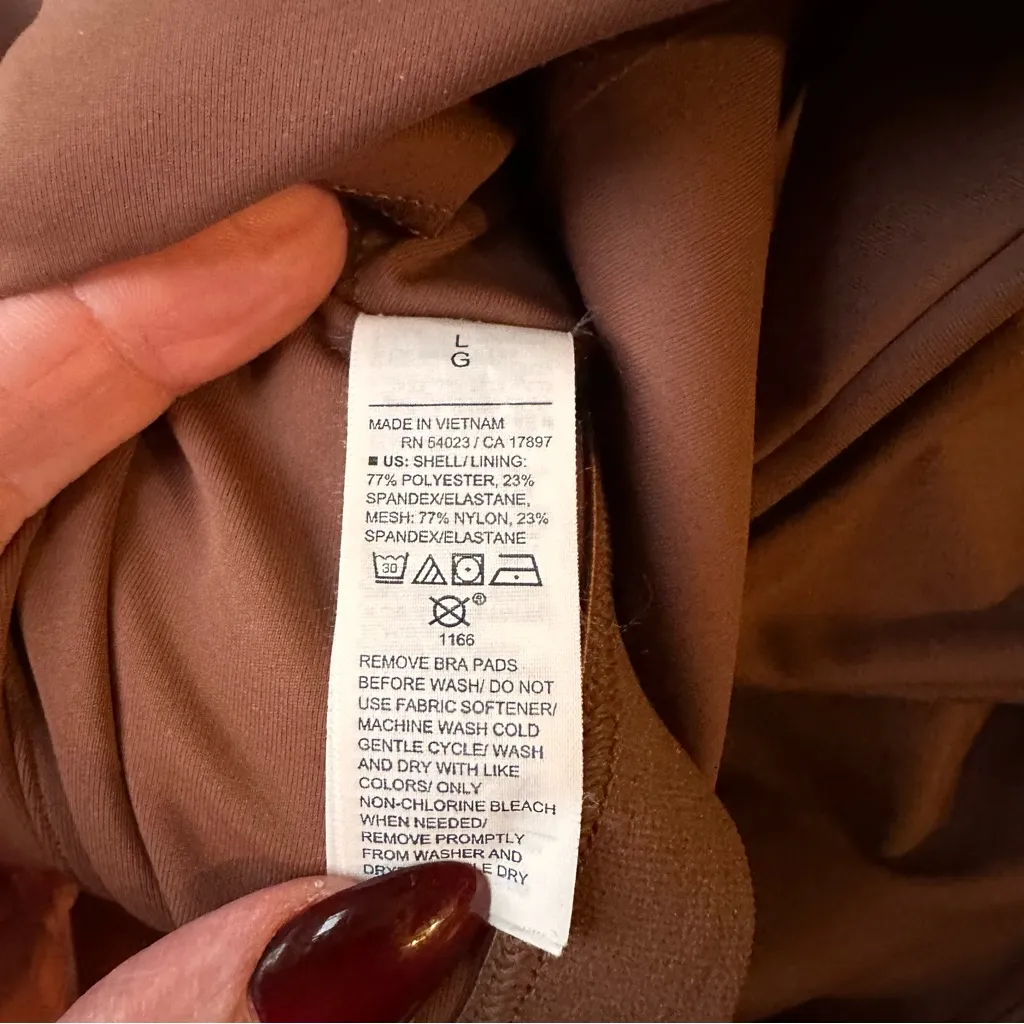 L
G
MADE IN VIETNAM
RN 54023 / CA 17897
US: SHELL/LINING:
77% POLYESTER, 23%
SPANDEX/ELASTANE,
MESH: 77% NYLON, 23%
SPANDEX/ELASTANE
30
®
1166
REMOVE BRA PADS
BEFORE WASH/ DO NOT
USE FABRIC SOFTENER/
MACHINE WASH COLD
GENTLE CYCLE/ WASH
AND DRY WITH LIKE
COLORS/ ONLY
NON-CHLORINE BLEACH
WHEN NEEDED/
REMOVE PROMPTLY
FROM WASHER AND
DRY